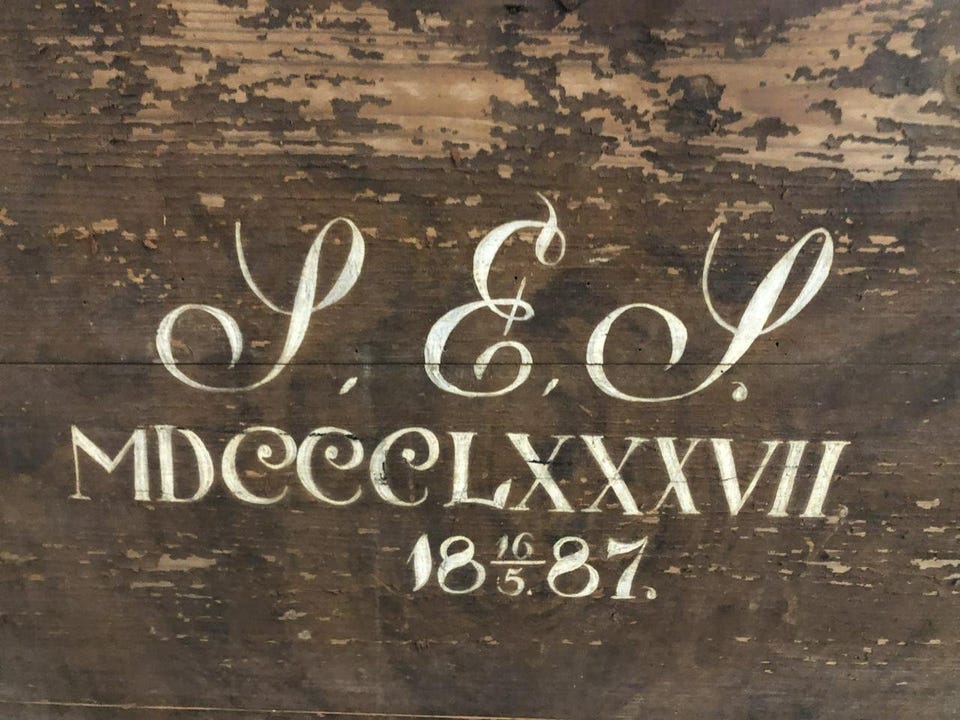 S. E. S.
MDCCCLXXXVII.
18 16/5. 87.